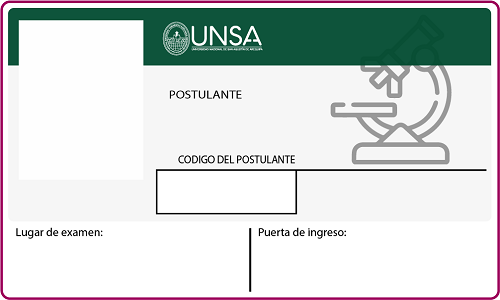 UNSA
UNIVERSIDAD NACIONAL DE SAN AGUSTÍN DE AREQUIPA
POSTULANTE
CODIGO DEL POSTULANTE
Lugar de examen:
Puerta de ingreso: